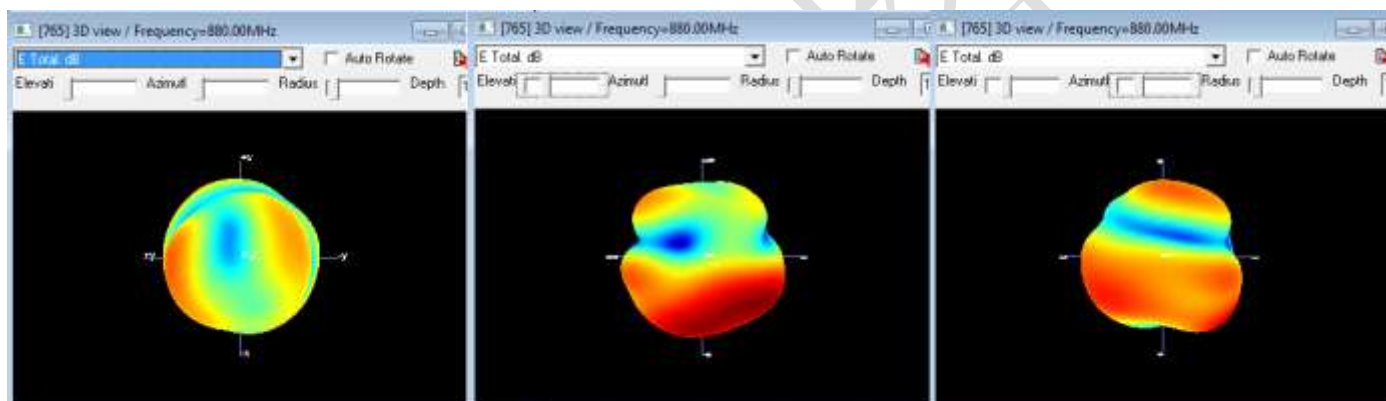 [765] 3D view / Frequency=880.00MHz
E Total dB
Auto Rotate
Elevati
Azimutl
Radius
Depth
[765] 3D view / Frequency=880.00MHz
E Total dB
Auto Rotate
Elevati
Azimutl
Radius
Depth
[765] 3D view / Frequency=880.00MHz
E Total dB
Auto Rotate
Elevati
Azimutl
Radius
Depth
-y